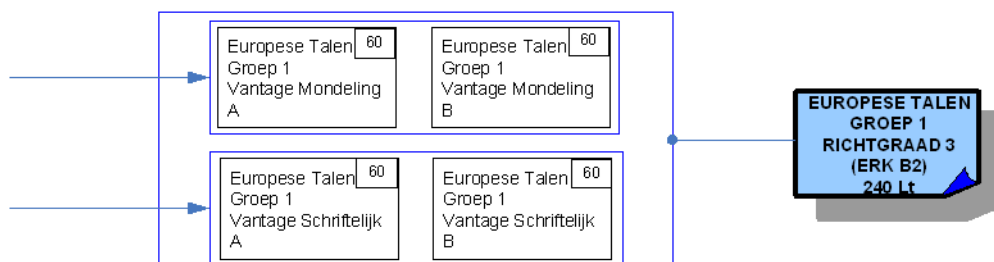 Europese Talen 60
Groep 1
Vantage Mondeling
A
Europese Talen 60
Groep 1
Vantage Mondeling
B
Europese Talen 60
Groep 1
Vantage Schriftelijk
A
Europese Talen 60
Groep 1
Vantage Schriftelijk
B
EUROPESE TALEN
GROEP 1
RICHTGRAAD 3
(ERK B2)
240 Lt